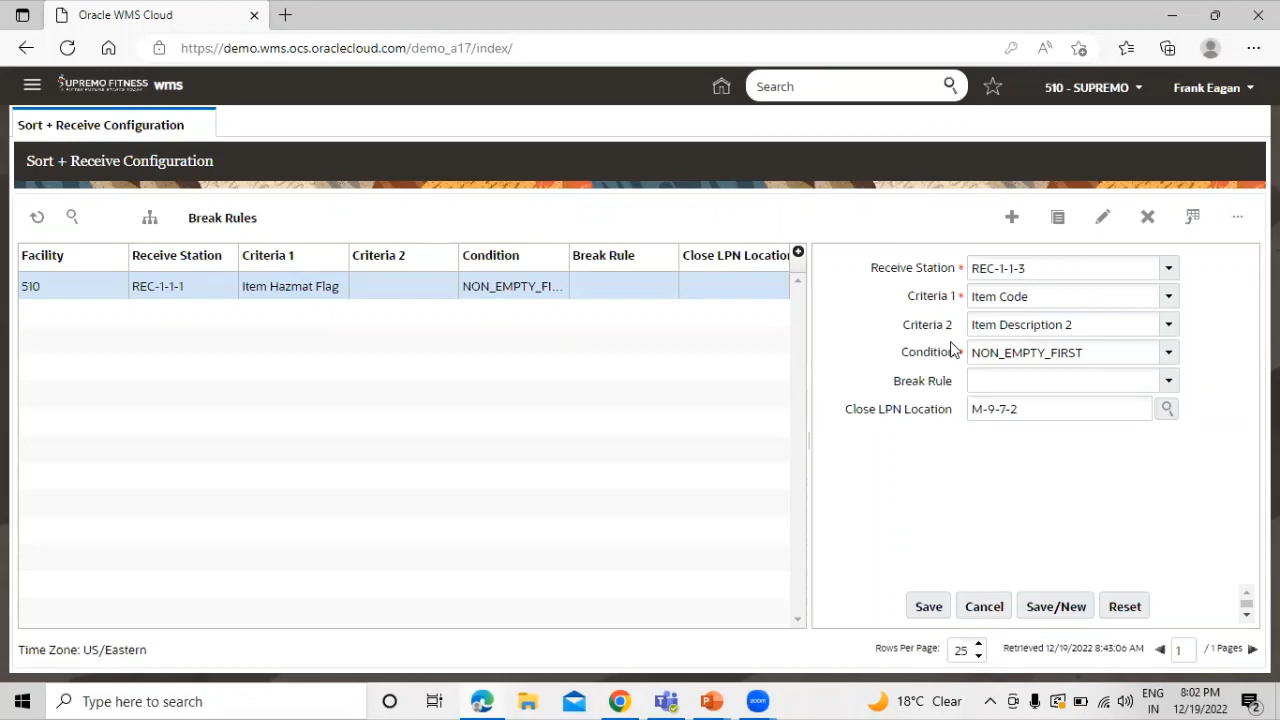 Oracle WMS Cloud
https://demo.wms.ocs.oraclecloud.com/demo_a17/index/
SUPREMO FITNESS wms
Search
510 - SUPREMO
Frank Eagan
Sort + Receive Configuration
Sort + Receive Configuration
Break Rules
Facility Receive Station Criteria 1 Criteria 2 Condition Break Rule Close LPN Location
510 REC-1-1-1 Item Hazmat Flag NON_EMPTY_FI...
Receive Station * REC-1-1-3
Criteria 1 * Item Code
Criteria 2 Item Description 2
Condition * NON_EMPTY_FIRST
Break Rule
Close LPN Location M-9-7-2
Save Cancel Save/New Reset
Time Zone: US/Eastern
Rows Per Page: 25 Retrieved 12/19/2022 8:43:06 AM 1 / 1 Pages
Type here to search
zoom
18°C Clear
ENG
IN
8:02 PM
12/19/2022
2